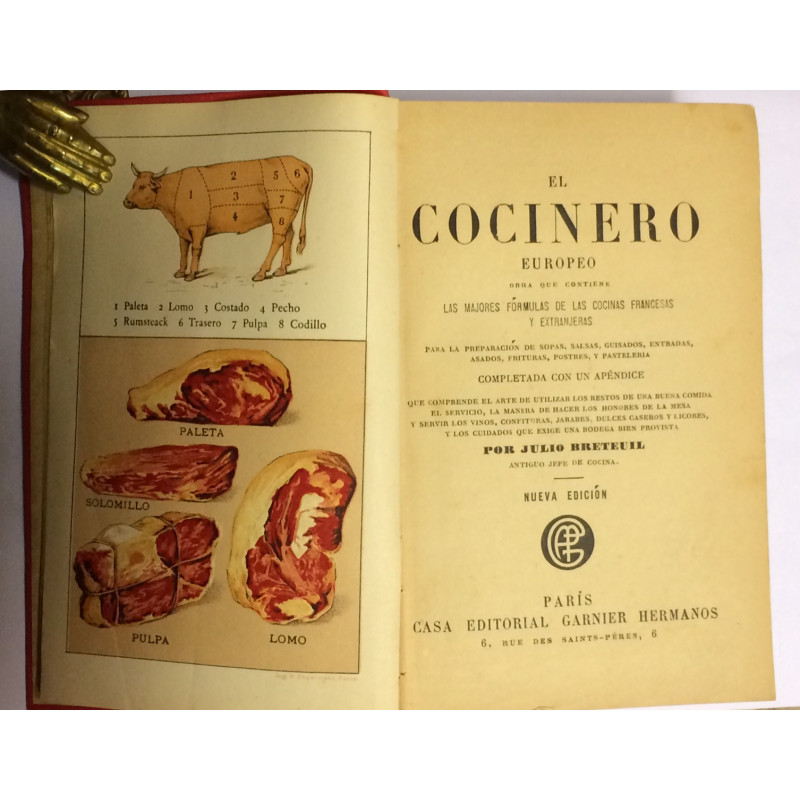 2
5
6
1
3
7
4
8
1 Paleta 2 Lomo 3 Costado 4 Pecho
5 Rumsteack 6 Trasero 7 Pulpa 8 Codillo
PALETA
SOLOMILLO
PULPA
LOMO
EL
COCINERO
EUROPEO
OBRA QUE CONTIENE
LAS MAJORES FÓRMULAS DE LAS COCINAS FRANCESAS
Y EXTRANJERAS
PARA LA PREPARACIÓN DE SOPAS, SALSAS, GUISADOS, ENTRADAS,
ASADOS, FRITURAS, POSTRES, Y PASTELERIA
COMPLETADA CON UN APÉNDICE
QUE COMPRENDE EL ARTE DE UTILIZAR LOS RESTOS DE UNA BUENA COMIDA
EL SERVICIO, LA MANERA DE HACER LOS HONORES DE LA MESA
Y SERVIR LOS VINOS, CONFITURAS, JARABES, DULCES CASEROS Y LICORES,
Y LOS CUIDADOS QUE EXIGE UNA BODEGA BIEN PROVISTA
POR JULIO BRETEUIL
ANTIGUO JEFE DE COCINA.
NUEVA EDICIÓN
PARÍS
CASA EDITORIAL GARNIER HERMANOS
6, RUE DES SAINTS-PÉRES, 6